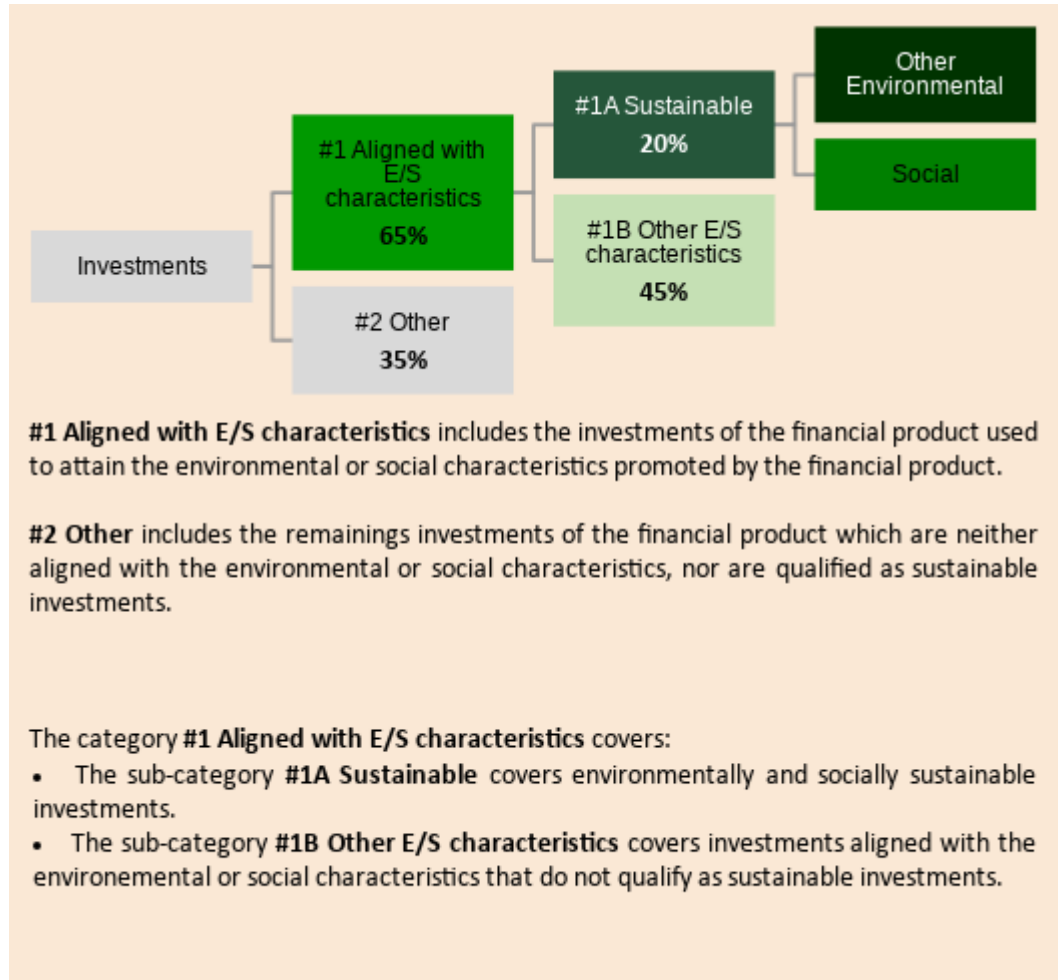 Other
Environmental
#1A Sustainable
20%
#1 Aligned with
E/S
characteristics
65%
Social
#1B Other E/S
characteristics
45%
Investments
#2 Other
35%
#1 Aligned with E/S characteristics includes the investments of the financial product used
to attain the environmental or social characteristics promoted by the financial product.
#2 Other includes the remainings investments of the financial product which are neither
aligned with the environmental or social characteristics, nor are qualified as sustainable
investments.
The category #1 Aligned with E/S characteristics covers:
• The sub-category #1A Sustainable covers environmentally and socially sustainable
investments.
• The sub-category #1B Other E/S characteristics covers investments aligned with the
environemental or social characteristics that do not qualify as sustainable investments.